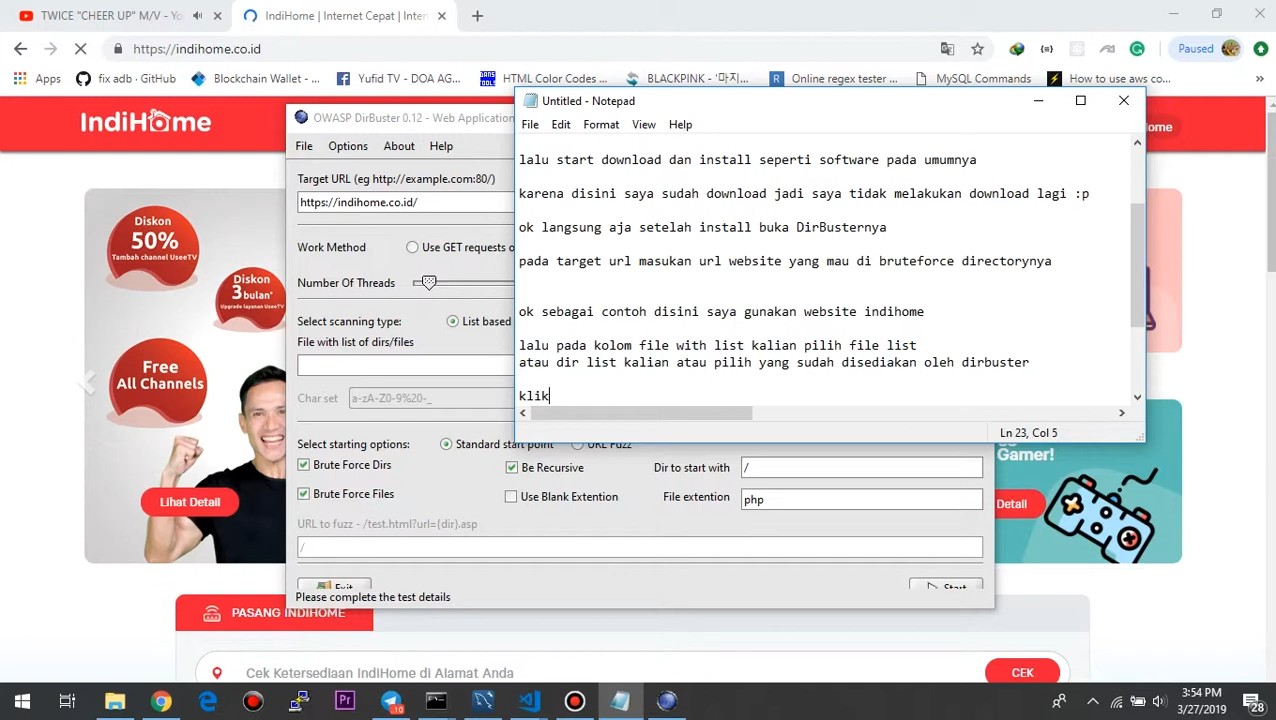 TWICE "CHEER UP" M/V - Yo
IndiHome | Internet Cepat | Inter
https://indihome.co.id
Paused
Apps
fix adb · GitHub
Blockchain Wallet - ...
Yufid TV - DOA AG...
HTML Color Codes ...
BLACKPINK - ...
Online regex tester ...
MySQL Commands
How to use aws co...
IndiHome
ome
OWASP DirBuster 0.12 - Web Application
File Options About Help
Target URL (eg http://example.com:80/)
https://indihome.co.id/
Work Method
Use GET requests o
Number Of Threads
Select scanning type:
List based
File with list of dirs/files
Char set
a-zA-Z0-9%20-_
Select starting options:
Standard start point
URL Fuzz
Brute Force Dirs
Be Recursive
Dir to start with
/
Brute Force Files
Use Blank Extention
File extention
php
URL to fuzz - /test.html?url={dir}.asp
/
Exit
Start
Please complete the test details
Untitled - Notepad
File Edit Format View Help
lalu start download dan install seperti software pada umumnya
karena disini saya sudah download jadi saya tidak melakukan download lagi :p
ok langsung aja setelah install buka DirBusternya
pada target url masukan url website yang mau di bruteforce directorynya
ok sebagai contoh disini saya gunakan website indihome
lalu pada kolom file with list kalian pilih file list
atau dir list kalian atau pilih yang sudah disediakan oleh dirbuster
klik
Ln 23, Col 5
Diskon
50%
Tambah channel UseeTV
Diskon
3 bulan*
Upgrade layanan UseeTV
Free
All Channels
Lihat Detail
Gamer!
Detail
PASANG INDIHOME
Cek Ketersediaan IndiHome di Alamat Anda
CEK
10
3:54 PM
3/27/2019
28